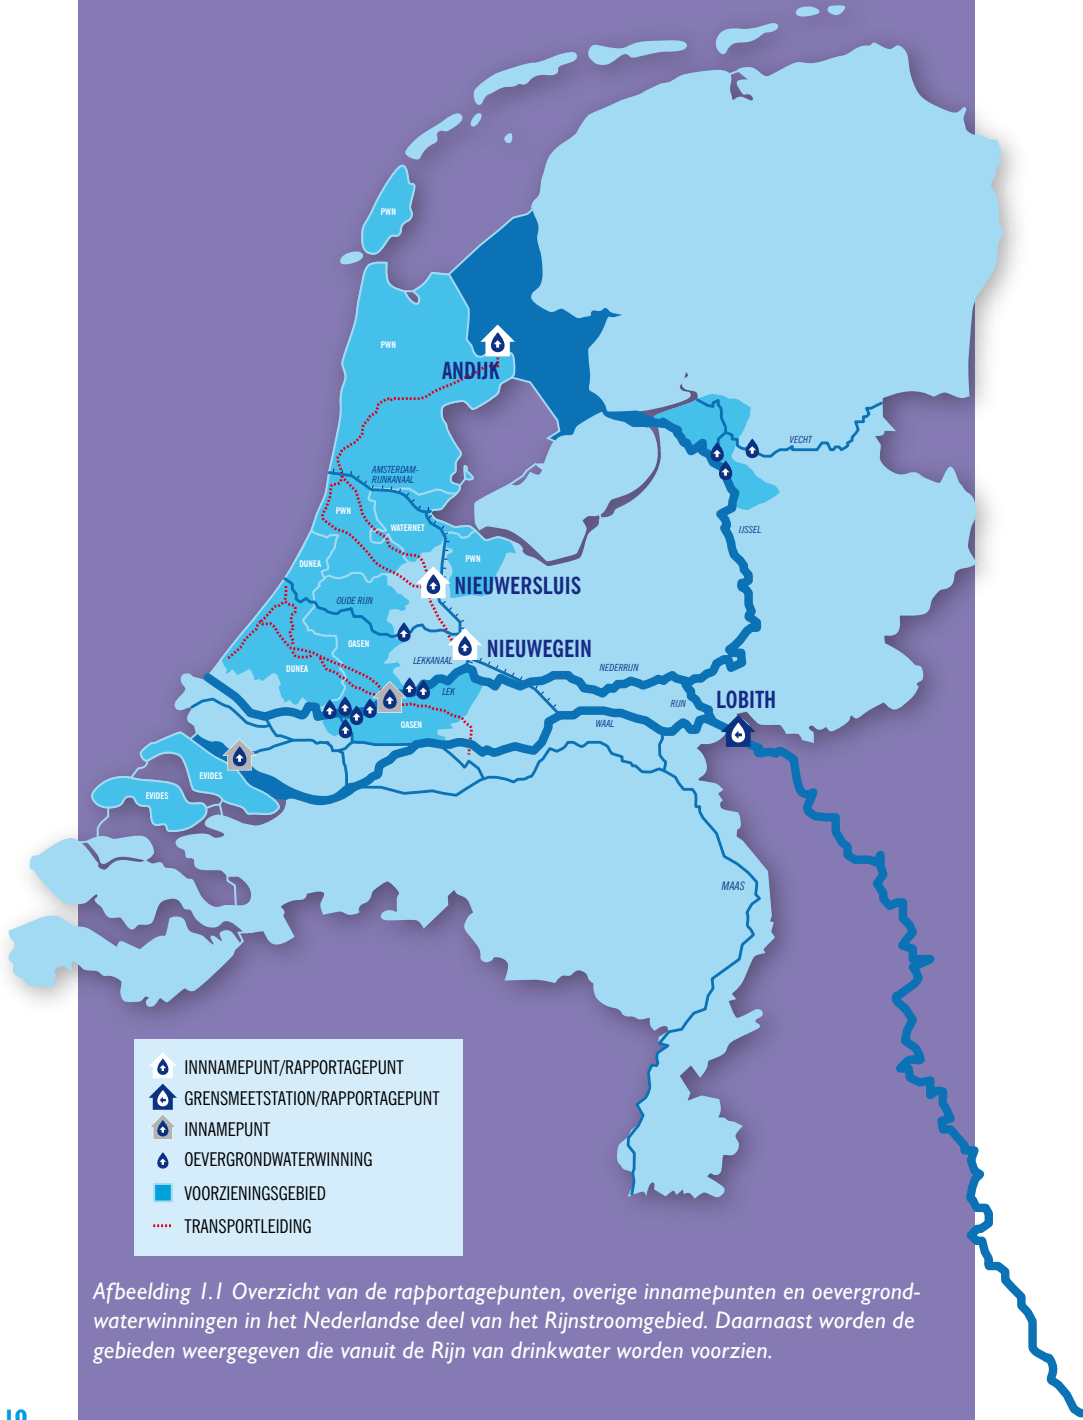 PWN
PWN
ANDIJK
VECHT
AMSTERDAM-
RIJNKANAAL
PWN
WATERNET
IJSSEL
DUNEA
PWN
NIEUWERSLUIS
OUDE RIJN
OASEN
NIEUWEGEIN
LEKKANAAL
DUNEA
NEDERRIJN
LEK
RIJN
LOBITH
OASEN
WAAL
EVIDES
EVIDES
MAAS
INNNAMEPUNT/RAPPORTAGEPUNT
GRENSMEETSTATION/RAPPORTAGEPUNT
INNAMEPUNT
OEVERGRONDWATERWINNING
VOORZIENINGSGEBIED
TRANSPORTLEIDING
Afbeelding 1.1 Overzicht van de rapportagepunten, overige innamepunten en oevergrond-
waterwinningen in het Nederlandse deel van het Rijnstroomgebied. Daarnaast worden de
gebieden weergegeven die vanuit de Rijn van drinkwater worden voorzien.